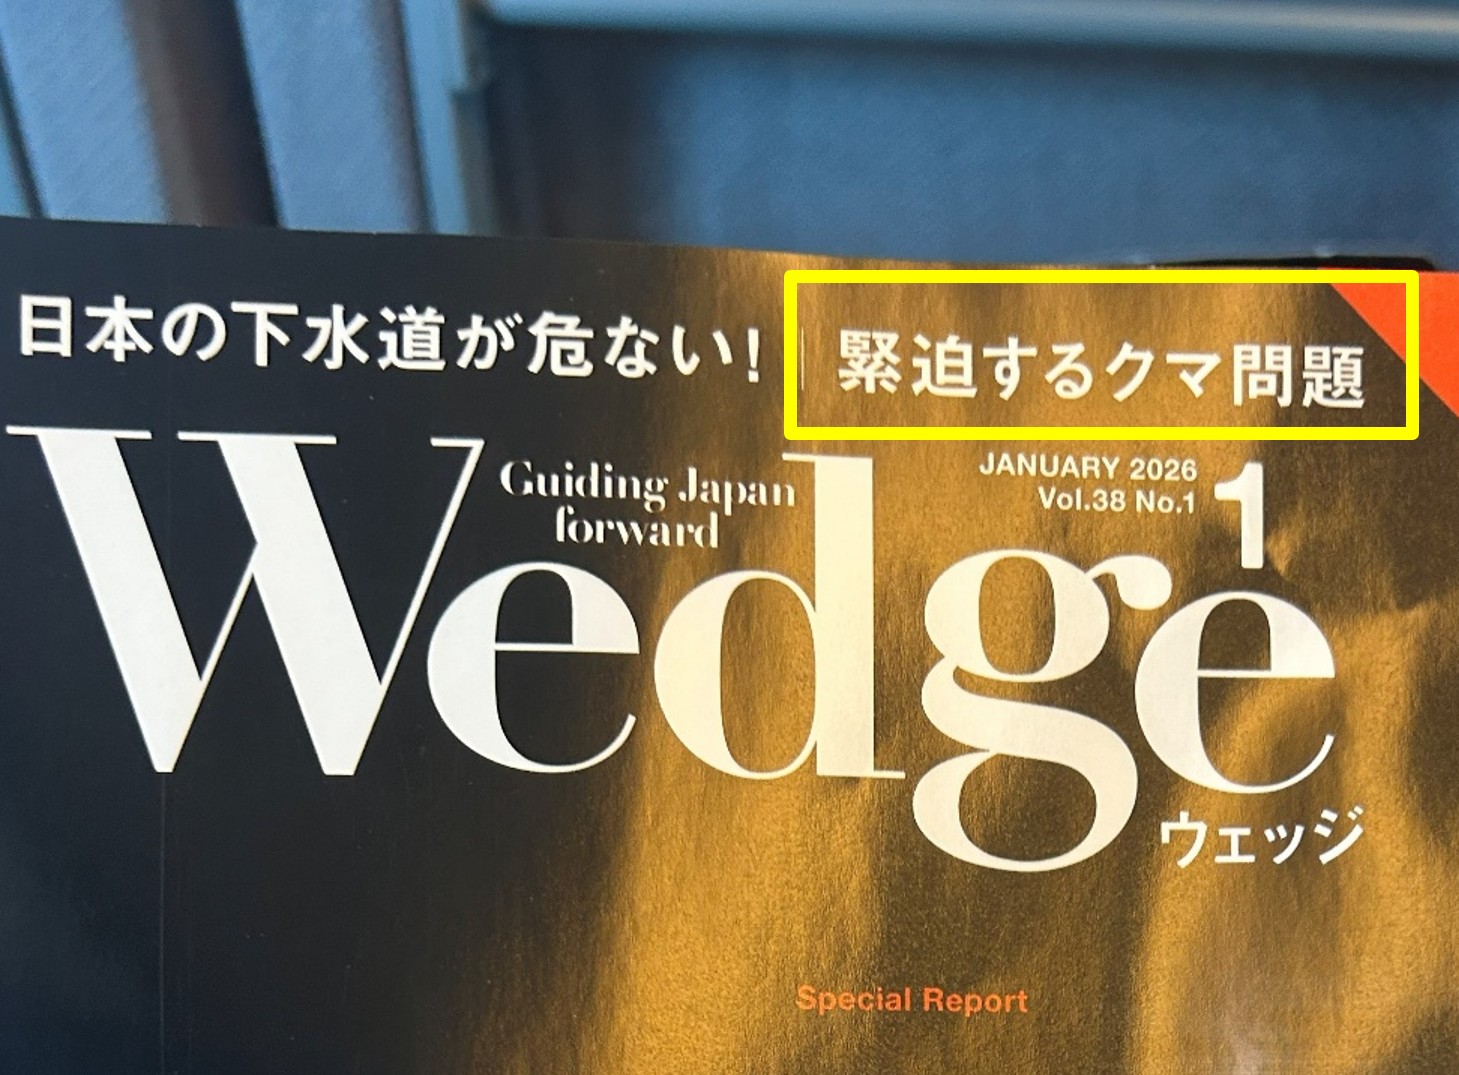 日本の下水道が危ない! 緊迫するクマ問題
Wedge
Guiding Japan
forward
JANUARY 2026
Vol.38 No.1
1
ウェッジ
Special Report